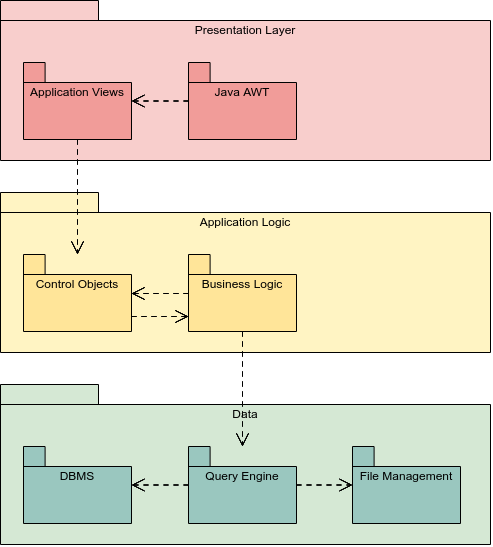 Presentation Layer
Application Views
Java AWT
Application Logic
Control Objects
Business Logic
Data
DBMS
Query Engine
File Management